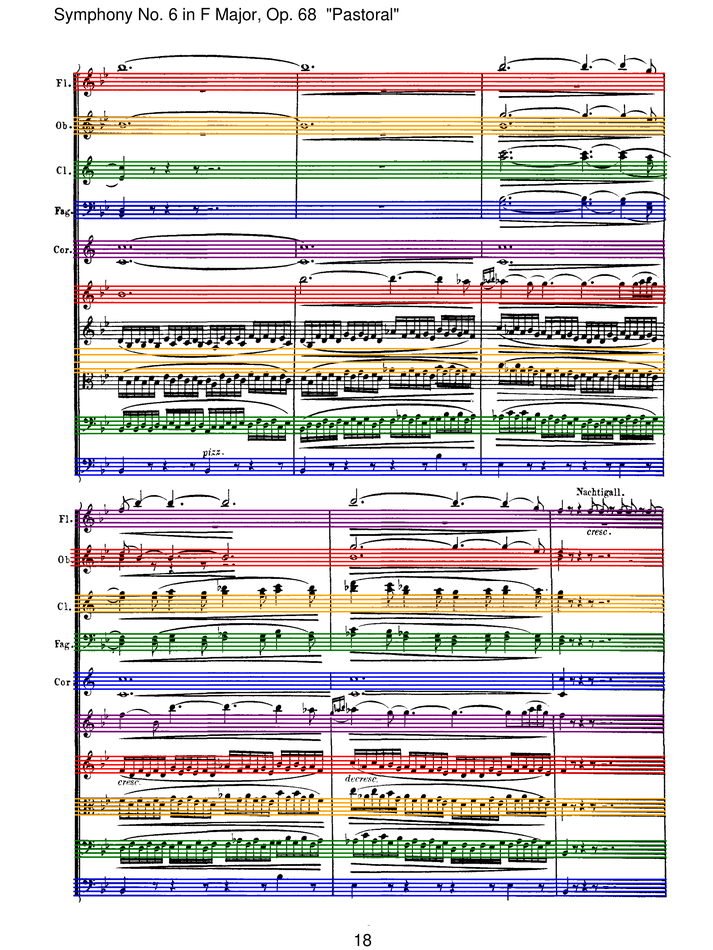 Symphony No. 6 in F Major, Op. 68 "Pastoral"
Fl.
Ob.
Cl.
Fag.
Cor.
pizz.
Nachtigall.
Fl.
cresc.
Ob
Cl.
Fag.
Cor
cresc.
decresc.
18